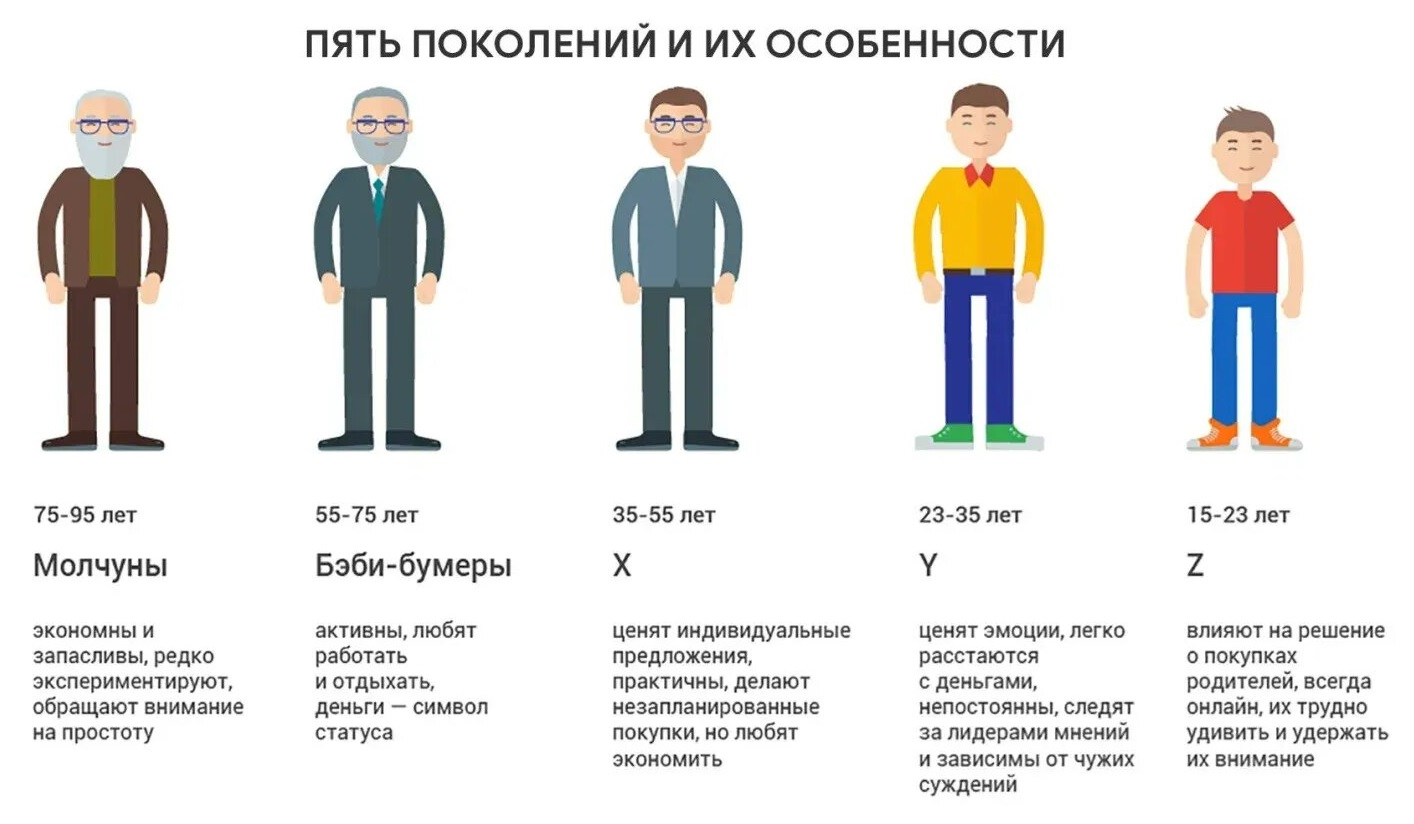 ПЯТЬ ПОКОЛЕНИЙ И ИХ ОСОБЕННОСТИ
75-95 лет
Молчуны
экономны и
запасливы, редко
экспериментируют,
обращают внимание
на простоту
55-75 лет
Бэби-бумеры
активны, любят
работать
и отдыхать,
деньги — символ
статуса
35-55 лет
X
ценят индивидуальные
предложения,
практичны, делают
незапланированные
покупки, но любят
экономить
23-35 лет
Y
ценят эмоции, легко
расстаются
с деньгами,
непостоянны, следят
за лидерами мнений
и зависимы от чужих
суждений
15-23 лет
Z
влияют на решение
о покупках
родителей, всегда
онлайн, их трудно
удивить и удержать
их внимание